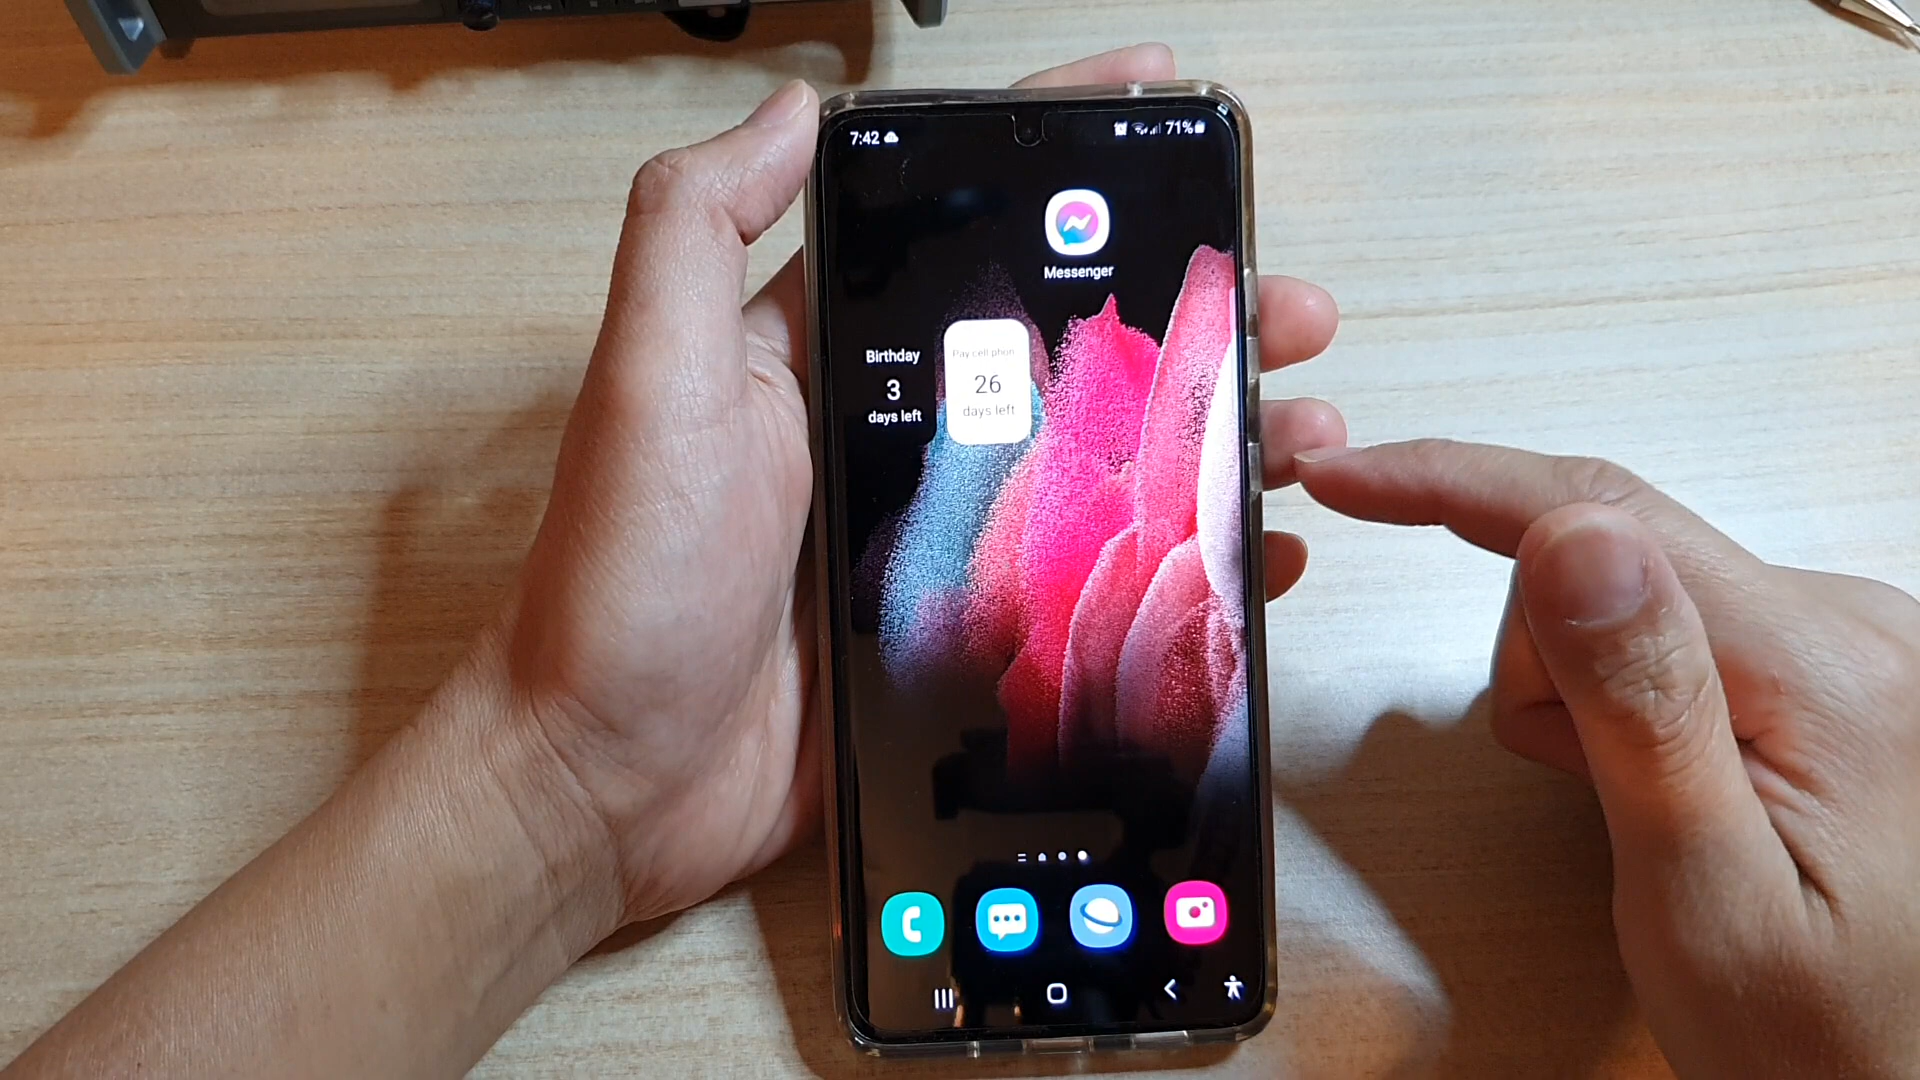 7:42
71%
Messenger
Birthday
3
days left
Pay cell phon
26
days left